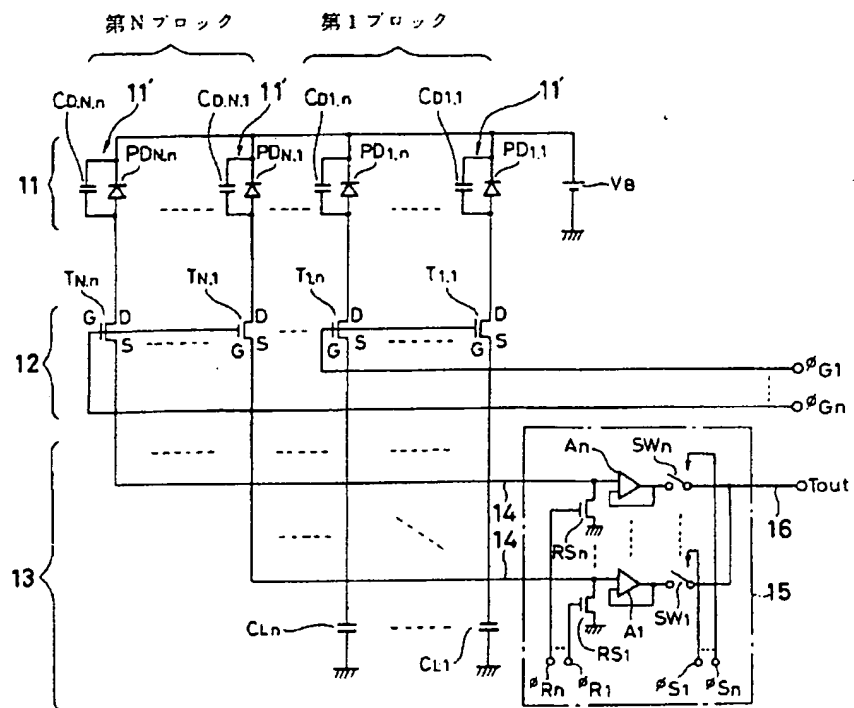 第Nブロック 第1ブロック
CD.N.n 11' CD.N.1 11' CD1.n CD1.1 11'
11 PDN.n PDN.1 PD1.n PD1.1 VB
TN.n TN.1 T1.n T1.1
G D D D D
S G S G S G S
12
φG1
φGn
An SWn
Tout
14 16
14 RSn
13 15
A1 SW1
CLn CL1 RS1
φRn φR1 φS1 φSn